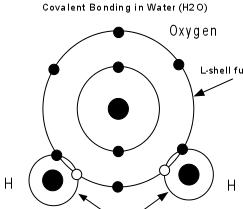 Covalent Bonding in Water (H2O)
Oxygen
L-shell fu
H
H